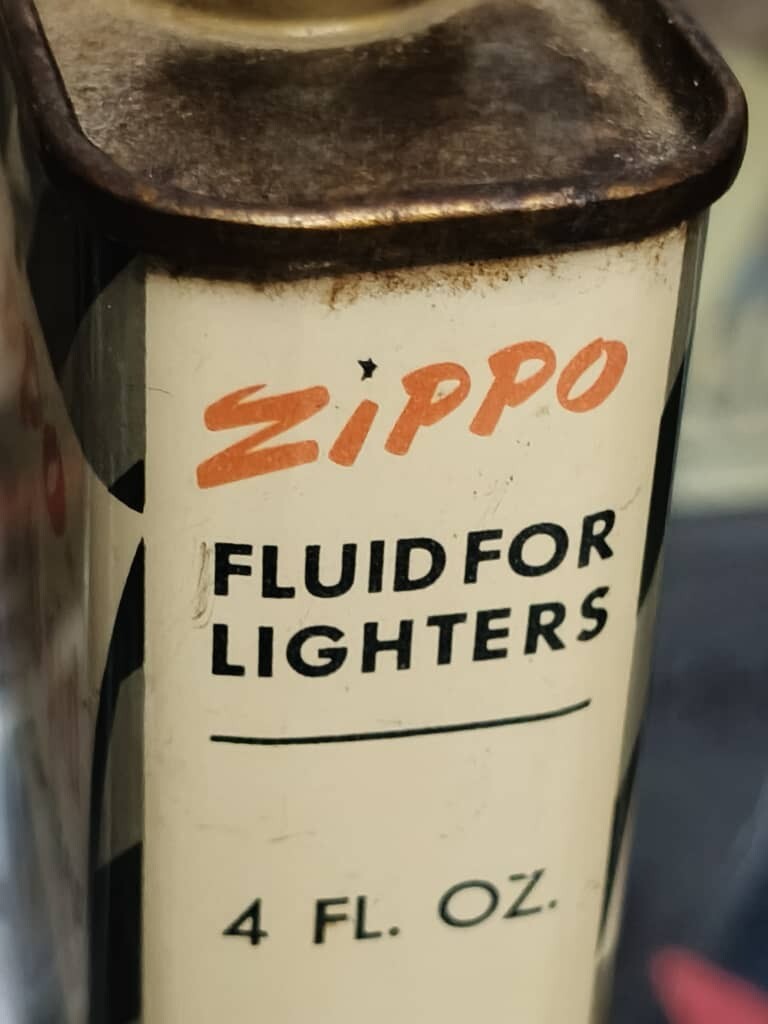 Zippo
FLUID FOR
LIGHTERS
4 FL. OZ.